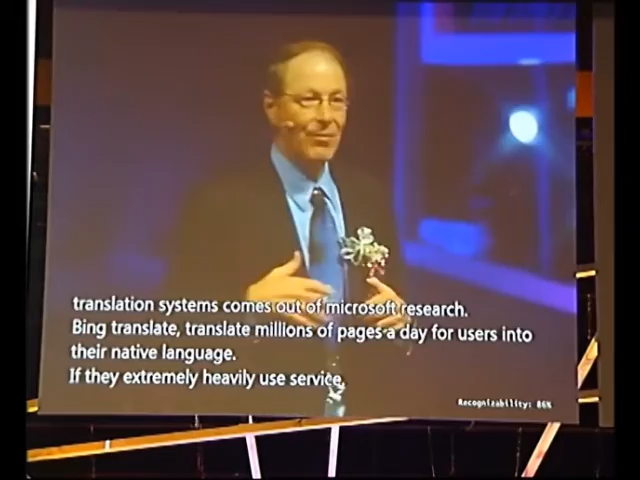 translation systems comes out of microsoft research.
Bing translate, translate millions of pages a day for users into
their native language.
If they extremely heavily use service,
Recognizability: 86%